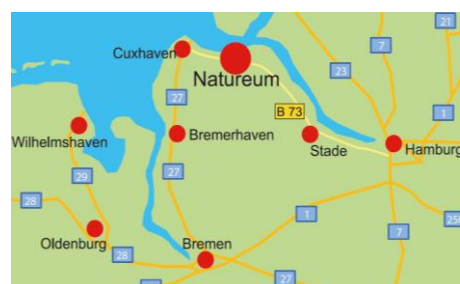 21
7
Cuxhaven
22
23
Natureum
27
B 73
1
Wilhelmshaven
Bremerhaven
Stade
Hamburg
29
27
28
1
25
Oldenburg
Bremen
7
28
27